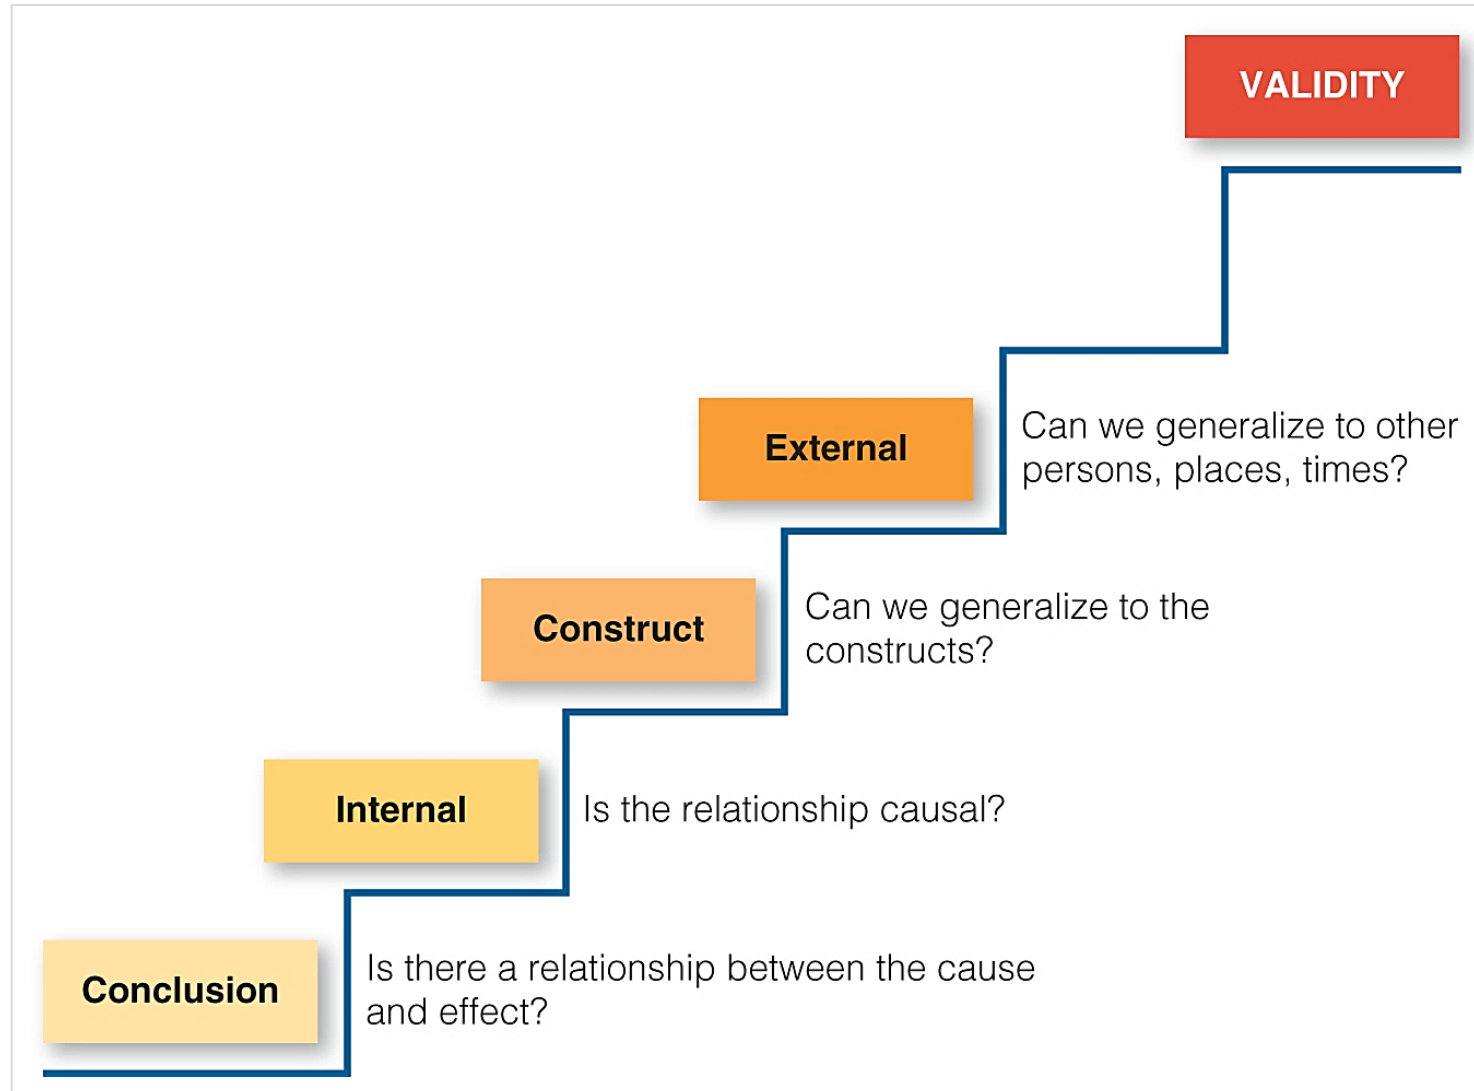 VALIDITY
External
Can we generalize to other
persons, places, times?
Construct
Can we generalize to the
constructs?
Internal
Is the relationship causal?
Conclusion
Is there a relationship between the cause
and effect?